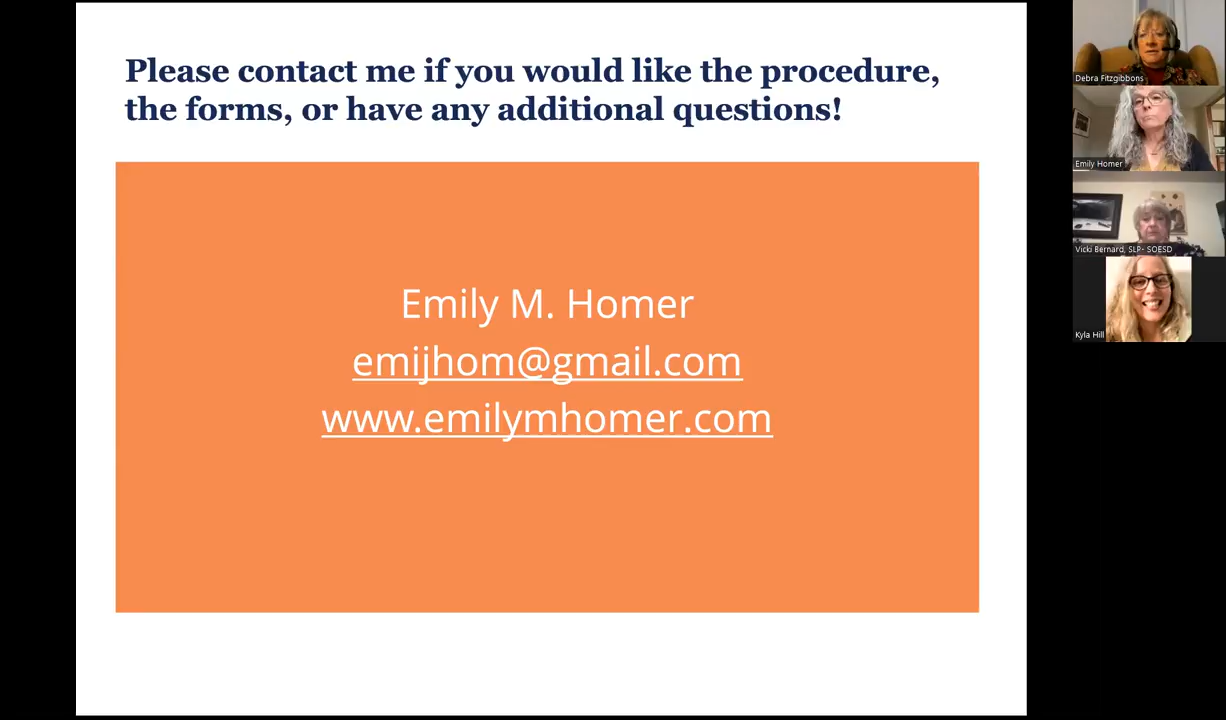 Please contact me if you would like the procedure,
the forms, or have any additional questions!
Emily M. Homer
emijhom@gmail.com
www.emilymhomer.com
Debra Fitzgibbons
Emily Homer
Vicki Bernard, SLP- SOESD
Kyla Hill